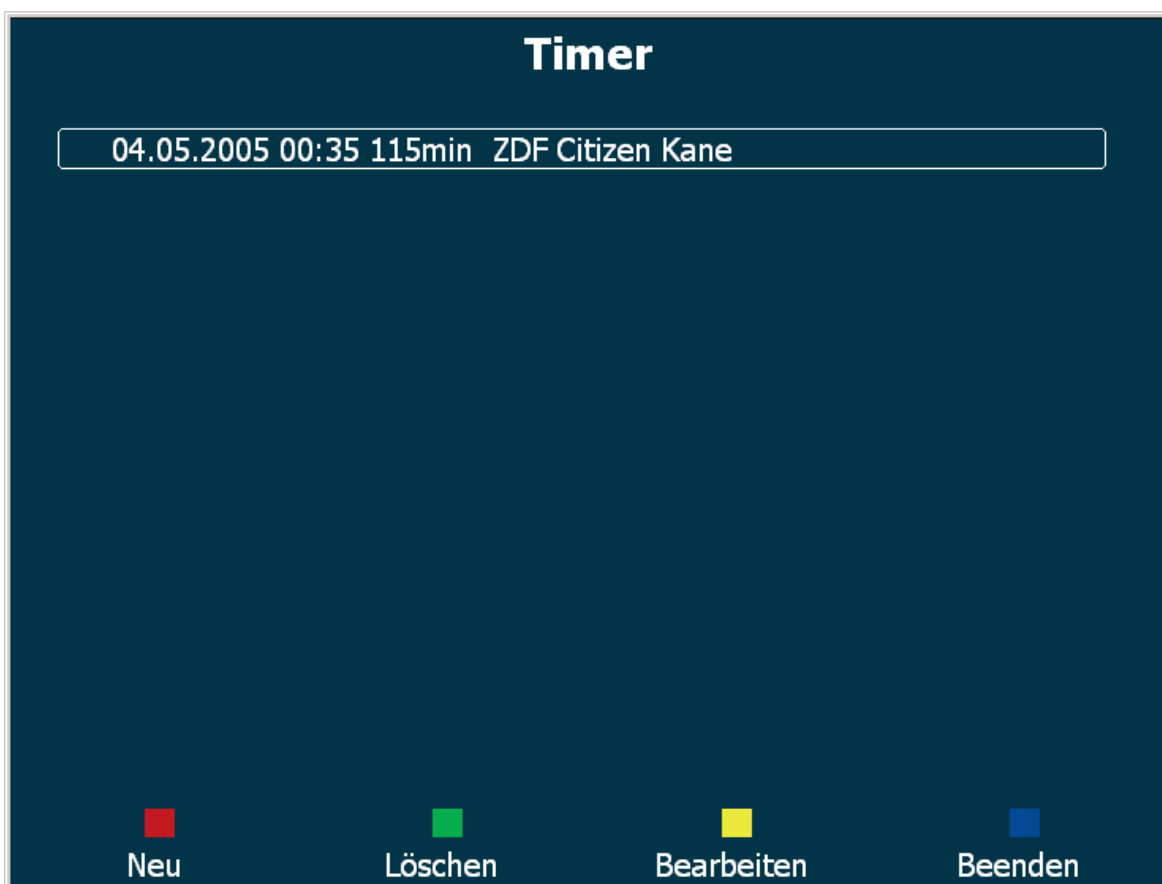 Timer
04.05.2005 00:35 115min ZDF Citizen Kane
Neu Löschen Bearbeiten Beenden